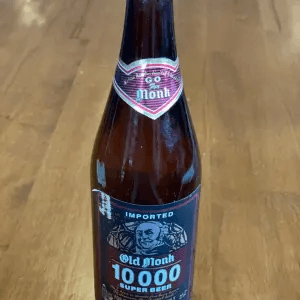 GO
Monk
IMPORTED
Old Monk
10000
SUPER BEER